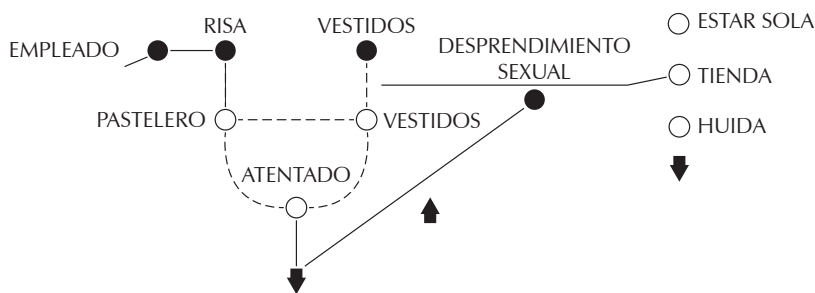 EMPLEADO
RISA
VESTIDOS
DESPRENDIMIENTO
SEXUAL
ESTAR SOLA
TIENDA
PASTELERO
VESTIDOS
HUIDA
ATENTADO